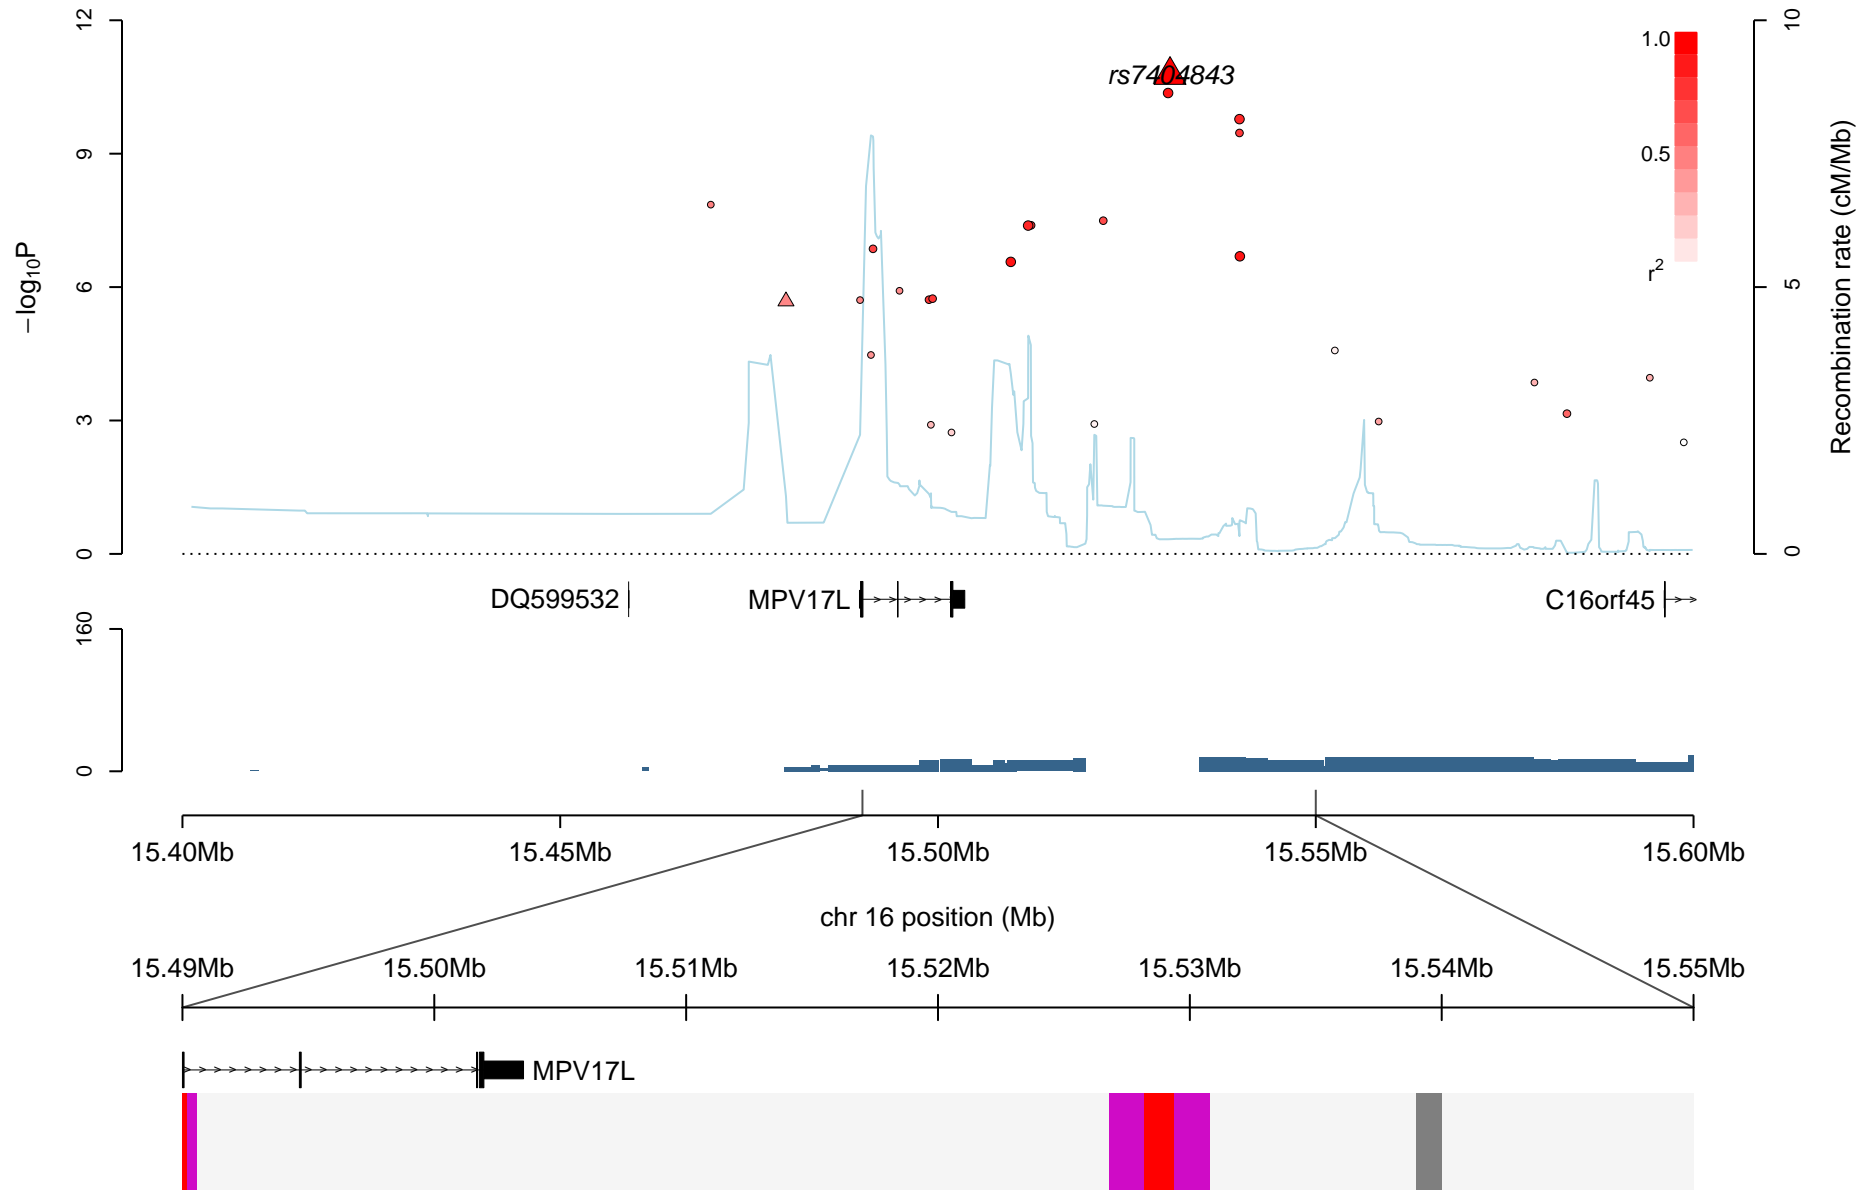 12
9
6
3
0
−log10P
rs7404843
1.0
0.5
r2
10
5
0
Recombination rate (cM/Mb)
DQ599532
MPV17L
C16orf45
160
0
15.40Mb 15.45Mb 15.50Mb 15.55Mb 15.60Mb
chr 16 position (Mb)
15.49Mb 15.50Mb 15.51Mb 15.52Mb 15.53Mb 15.54Mb 15.55Mb
MPV17L